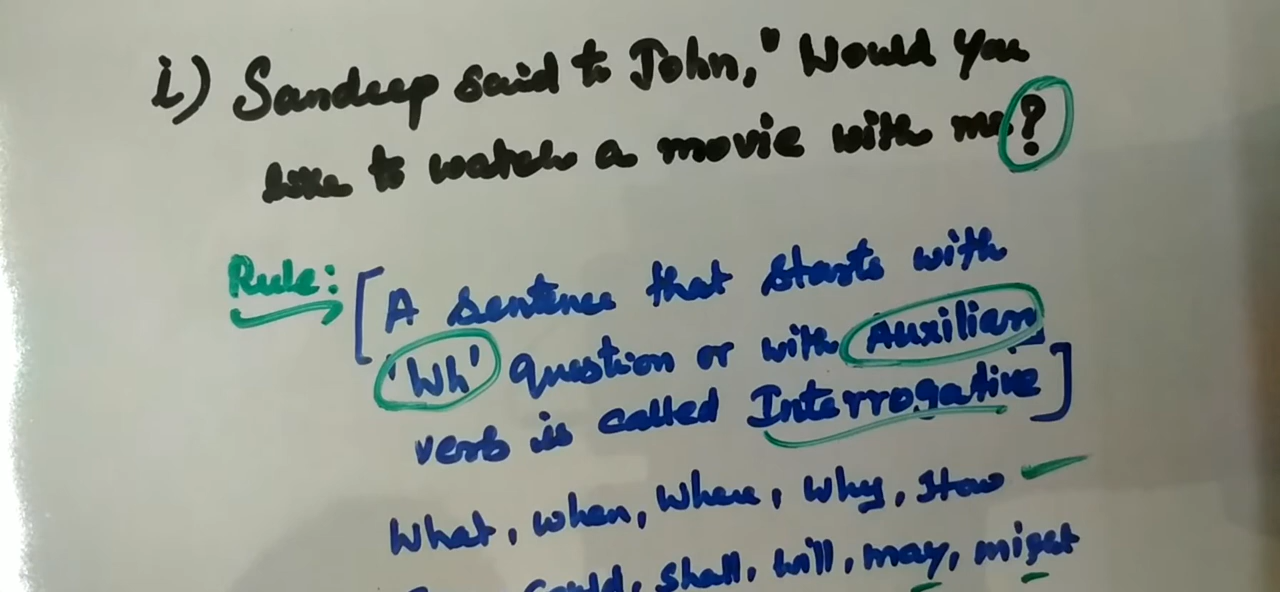 i) Sandeep said to John, "Would you
like to watch a movie with me?
Rule: [A sentence that starts with
'Wh' question or with Auxiliary
verb is called Interrogative]
What, when, Where, Why, How
could, shall, will, may, might